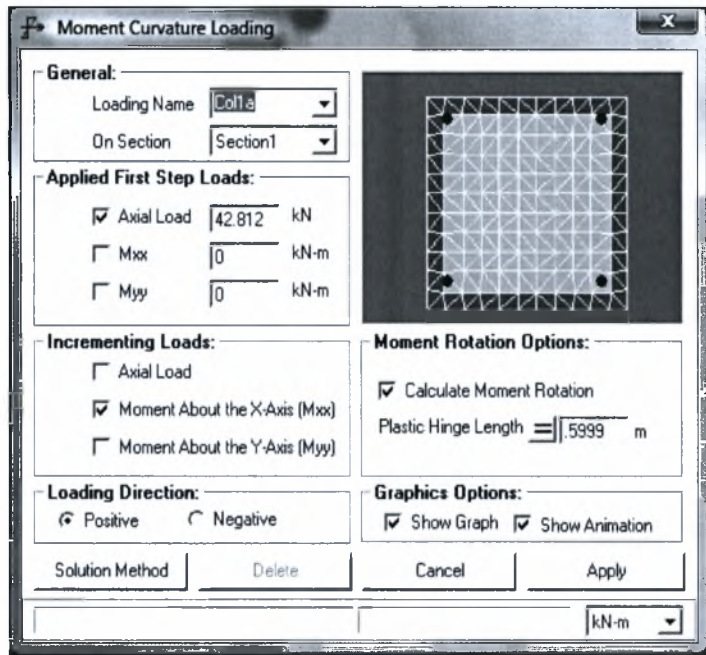 Moment Curvature Loading
x
General:
Loading Name Col1a
On Section Section1
Applied First Step Loads:
Axial Load 42.812 kN
Mxx 0 kN-m
Myy 0 kN-m
Incrementing Loads:
Axial Load
Moment About the X-Axis (Mxx)
Moment About the Y-Axis (Myy)
Moment Rotation Options:
Calculate Moment Rotation
Plastic Hinge Length = .5999 m
Loading Direction:
Positive Negative
Graphics Options:
Show Graph Show Animation
Solution Method Delete Cancel Apply
kN-m